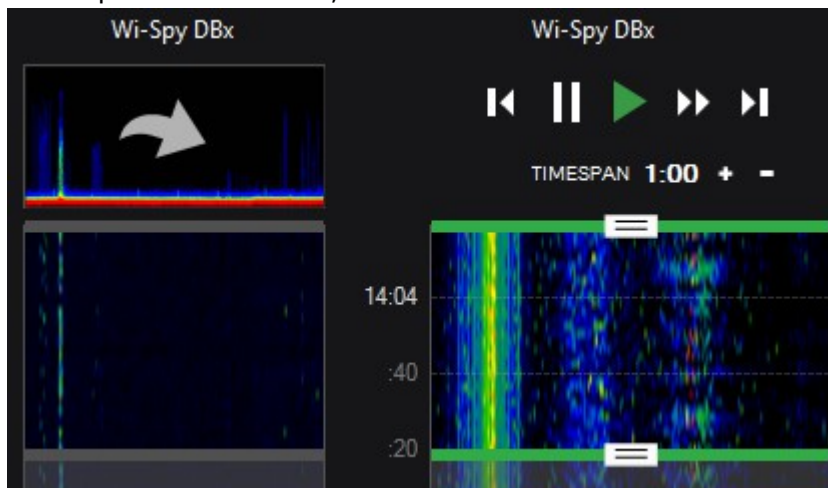 Wi-Spy DBx
Wi-Spy DBx
TIMESPAN 1:00 + -
14:04
:40
:20